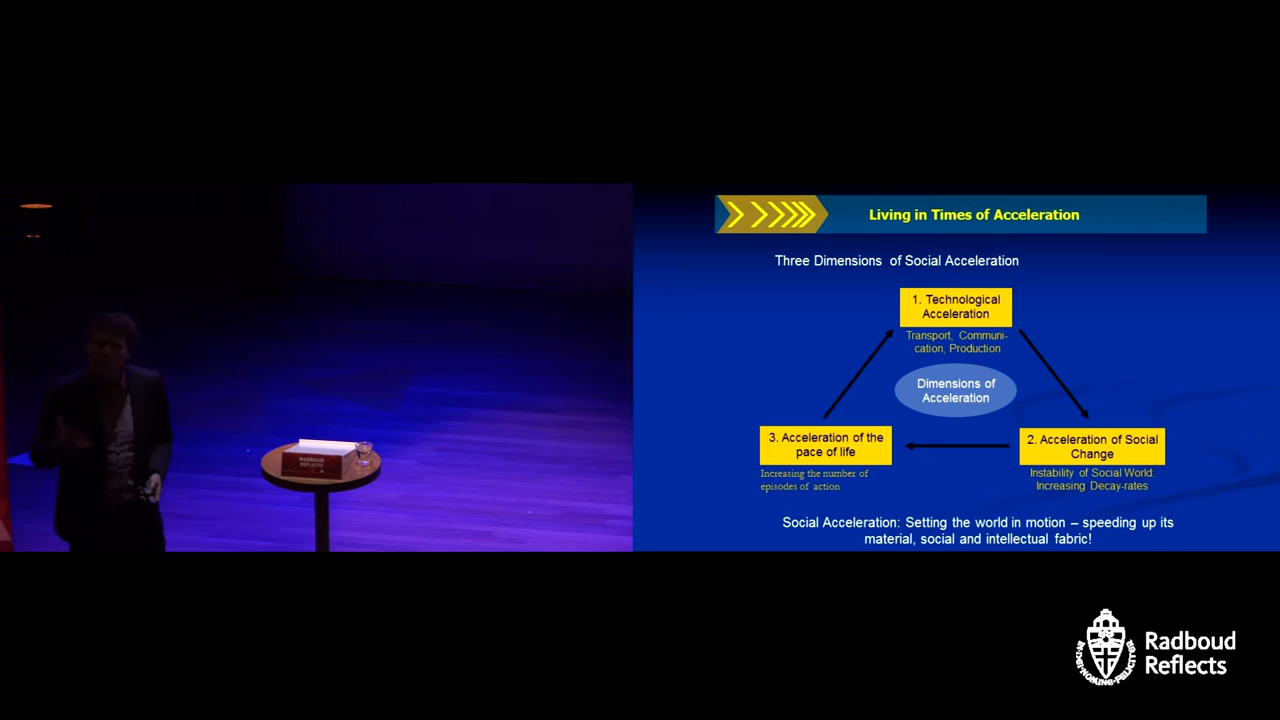 Living in Times of Acceleration
Three Dimensions of Social Acceleration
1. Technological
Acceleration
Transport, Communi-
cation, Production
Dimensions of
Acceleration
3. Acceleration of the
pace of life
Increasing the number of
episodes of action
2. Acceleration of Social
Change
Instability of Social World:
Increasing Decay-rates
Social Acceleration: Setting the world in motion – speeding up its
material, social and intellectual fabric!
RADBOUD
REFLECTS
Radboud
Reflects